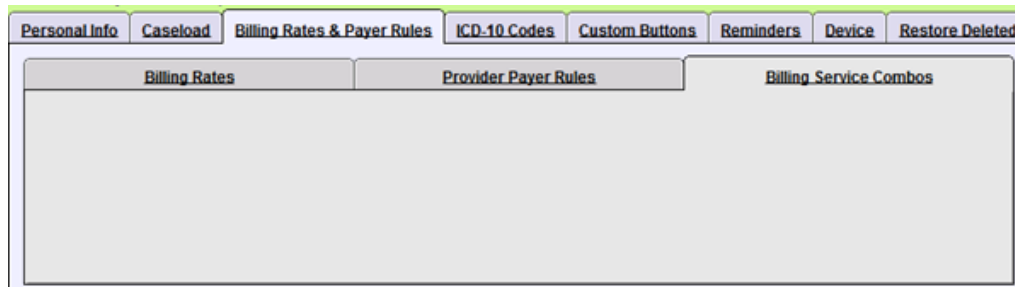 Personal Info Caseload Billing Rates & Payer Rules ICD-10 Codes Custom Buttons Reminders Device Restore Deleted
Billing Rates Provider Payer Rules Billing Service Combos